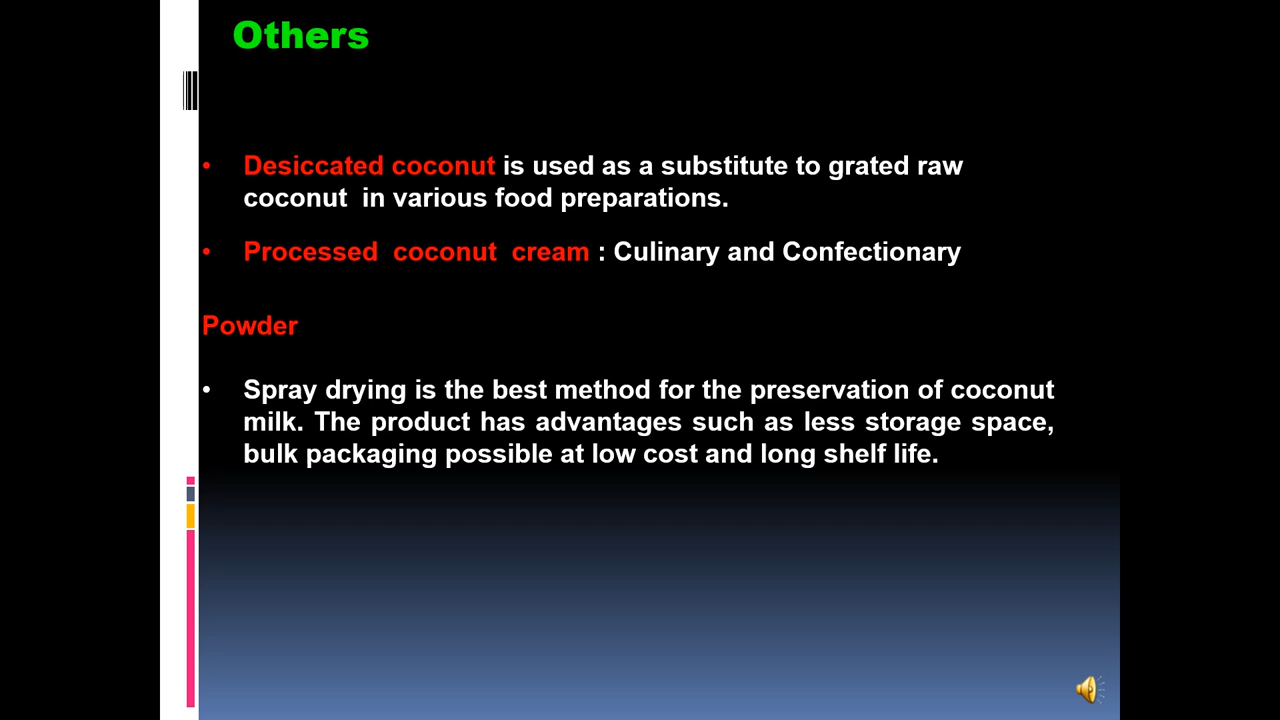 Others
• Desiccated coconut is used as a substitute to grated raw
coconut in various food preparations.
• Processed coconut cream : Culinary and Confectionary
Powder
• Spray drying is the best method for the preservation of coconut
milk. The product has advantages such as less storage space,
bulk packaging possible at low cost and long shelf life.